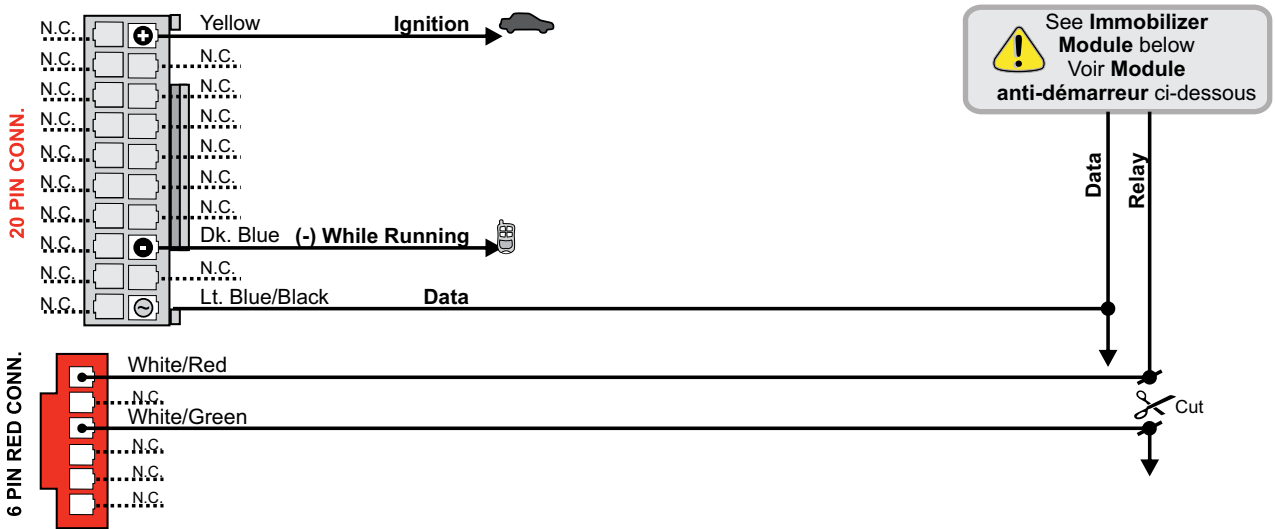 N.C.
Yellow
Ignition
N.C.
N.C.
N.C.
N.C.
N.C.
N.C.
N.C.
N.C.
N.C.
N.C.
N.C.
N.C.
N.C.
Dk. Blue (-) While Running
N.C.
N.C.
N.C.
Lt. Blue/Black
Data
20 PIN CONN.
See Immobilizer
Module below
Voir Module
anti-démarreur ci-dessous
Data
Relay
6 PIN RED CONN.
White/Red
N.C.
White/Green
N.C.
N.C.
N.C.
Cut